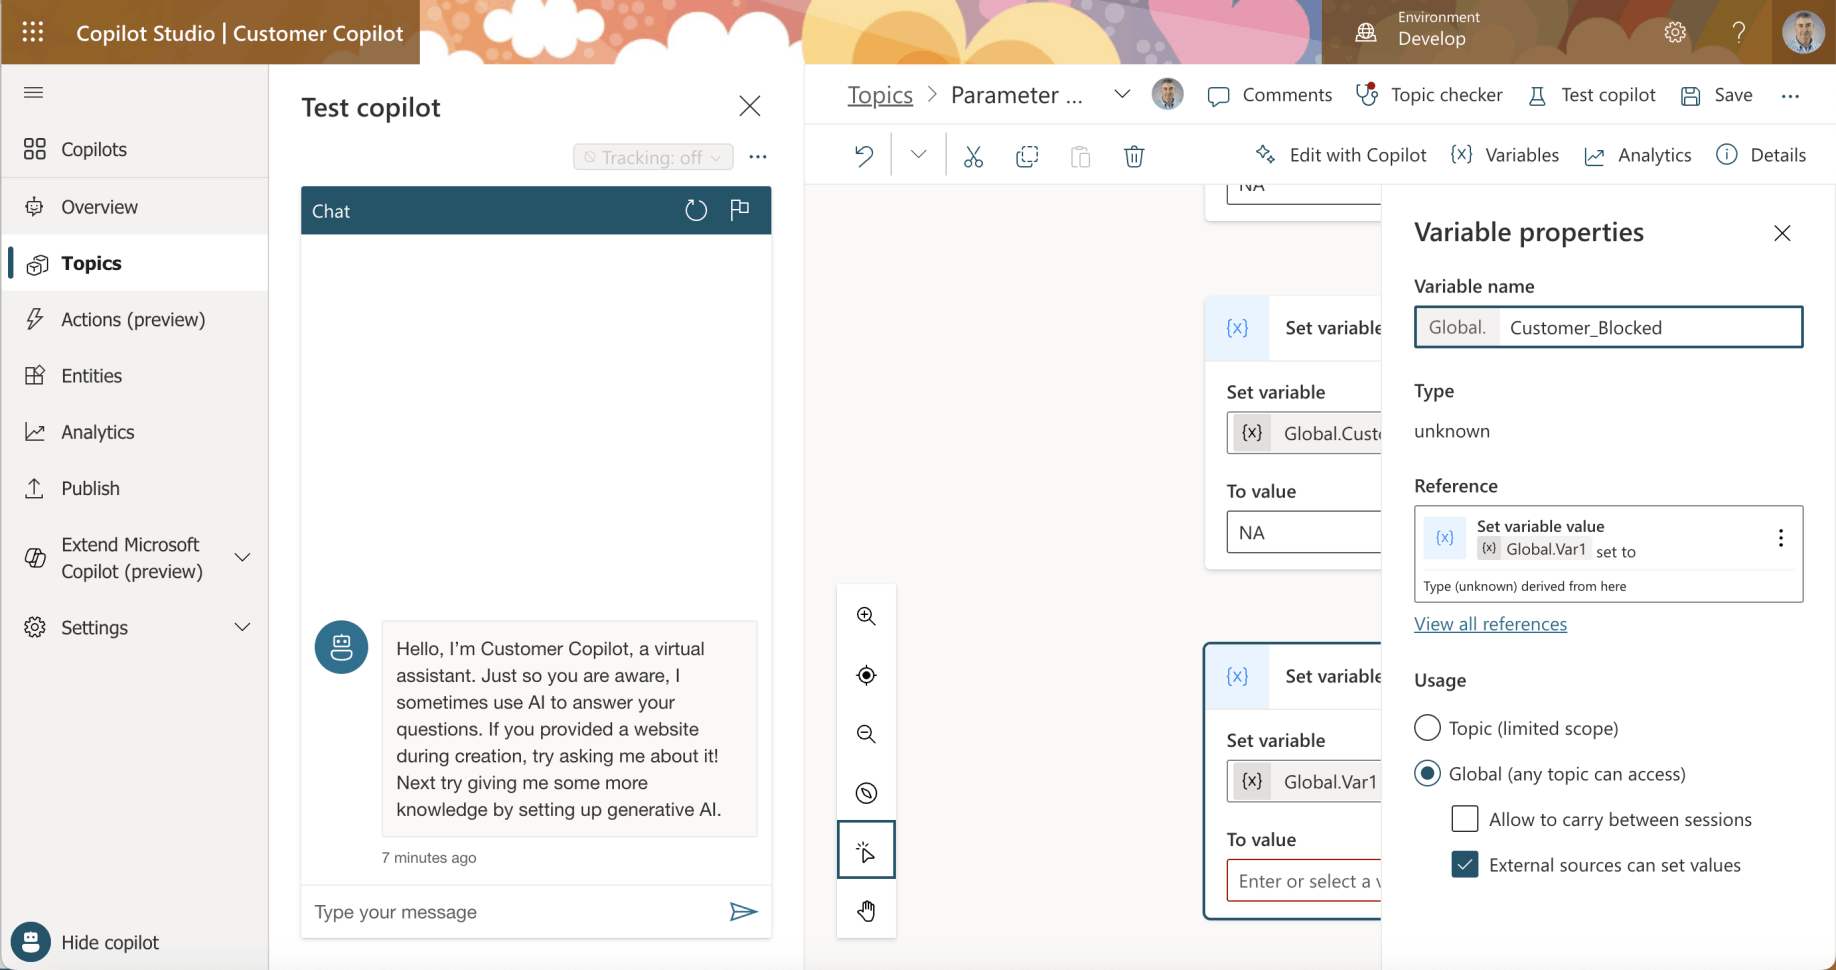 Copilot Studio | Customer Copilot
Environment
Develop
Copilots
Overview
Topics
Actions (preview)
Entities
Analytics
Publish
Extend Microsoft
Copilot (preview)
Settings
Hide copilot
Test copilot
Tracking: off
Chat
Hello, I'm Customer Copilot, a virtual
assistant. Just so you are aware, I
sometimes use AI to answer your
questions. If you provided a website
during creation, try asking me about it!
Next try giving me some more
knowledge by setting up generative AI.
7 minutes ago
Type your message
Topics > Parameter ...
Comments
Topic checker
Test copilot
Save
Edit with Copilot
{x} Variables
Analytics
Details
NA
{x} Set variable
Set variable
{x} Global.Custo
To value
NA
{x} Set variable
Set variable
{x} Global.Var1
To value
Enter or select a v
Variable properties
Variable name
Global. Customer_Blocked
Type
unknown
Reference
{x} Set variable value
{x} Global.Var1 set to
Type (unknown) derived from here
View all references
Usage
Topic (limited scope)
Global (any topic can access)
Allow to carry between sessions
External sources can set values